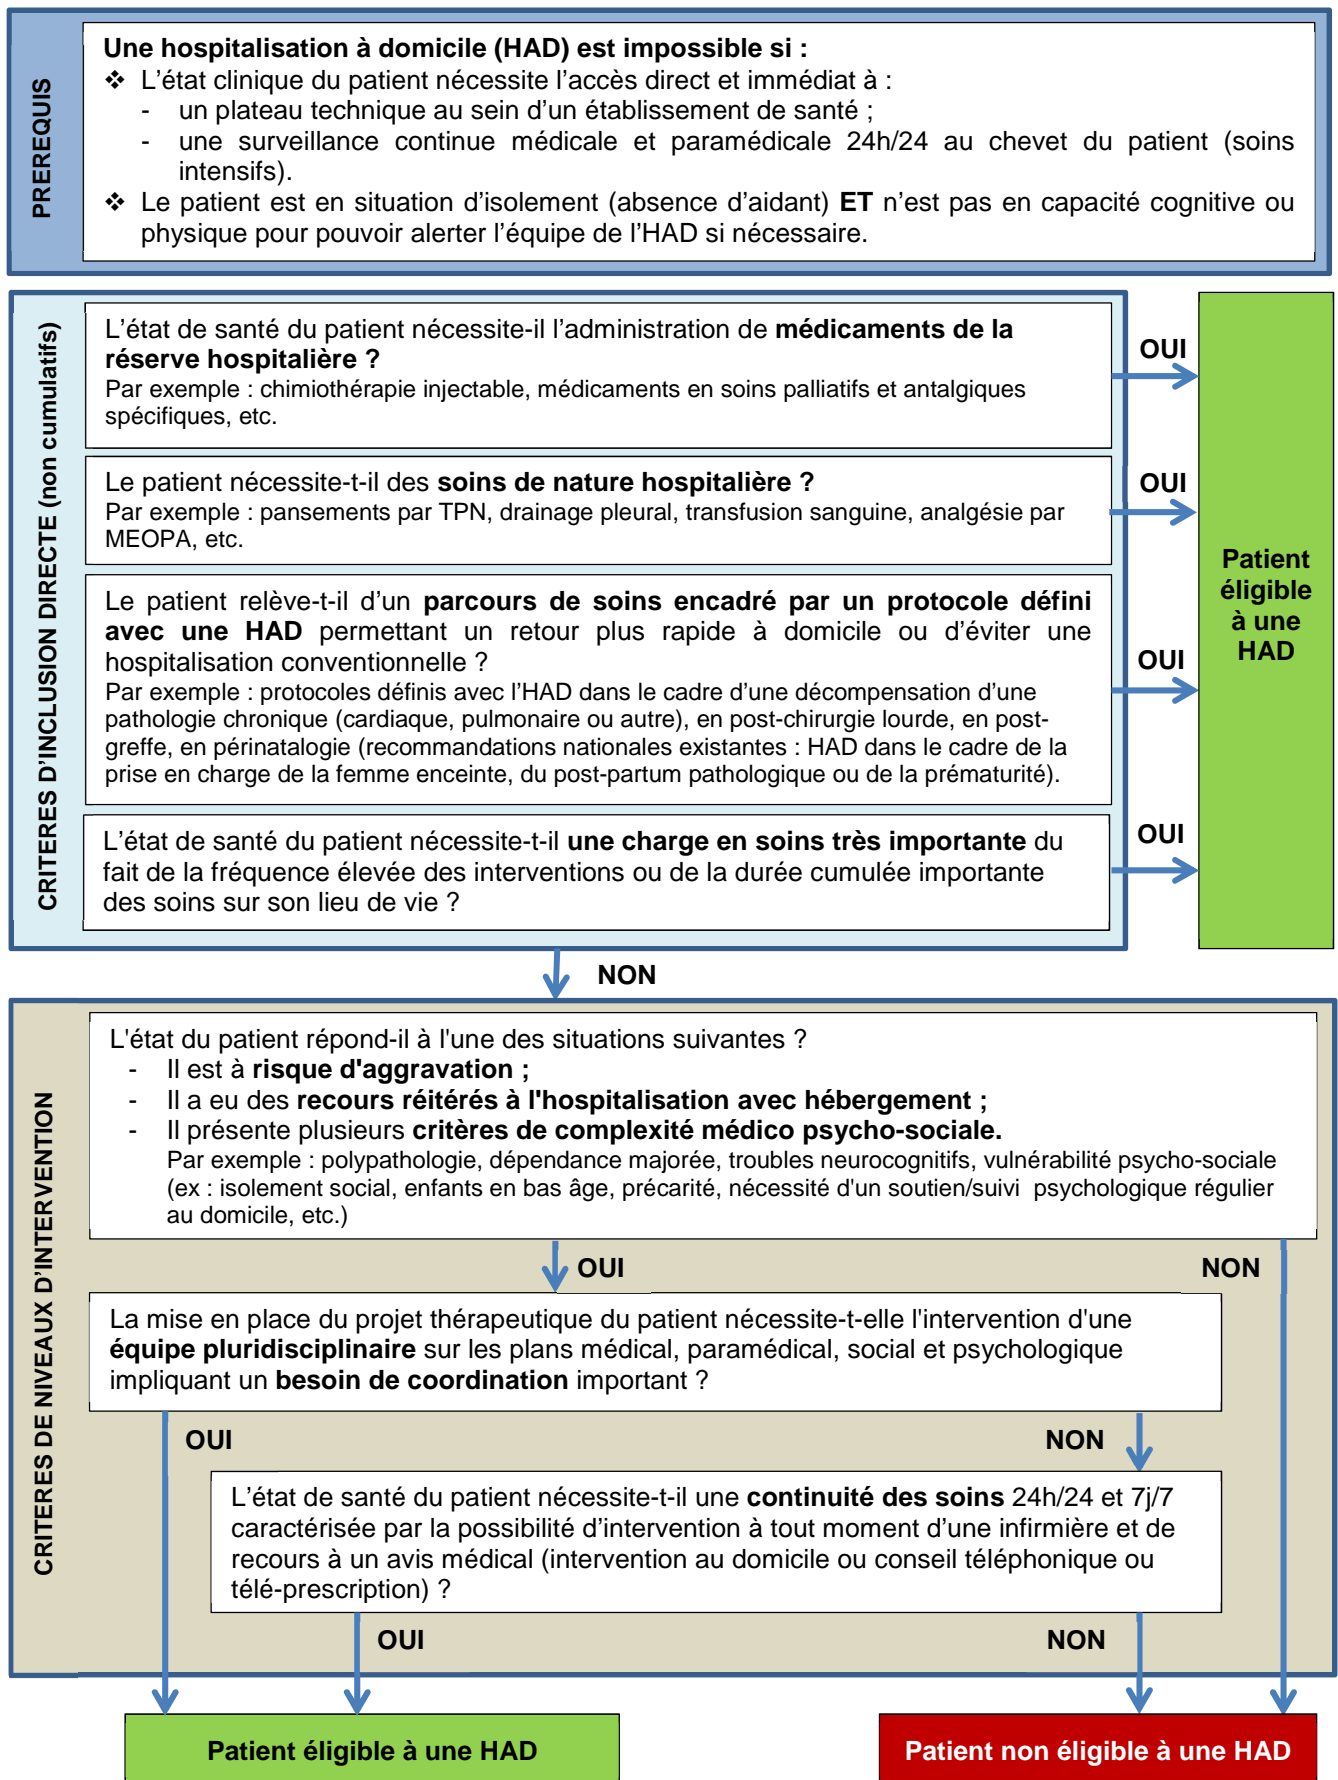 PREREQUIS
Une hospitalisation à domicile (HAD) est impossible si :
❖ L’état clinique du patient nécessite l’accès direct et immédiat à :
- un plateau technique au sein d’un établissement de santé ;
- une surveillance continue médicale et paramédicale 24h/24 au chevet du patient (soins
intensifs).
❖ Le patient est en situation d’isolement (absence d’aidant) ET n’est pas en capacité cognitive ou
physique pour pouvoir alerter l’équipe de l’HAD si nécessaire.
CRITERES D’INCLUSION DIRECTE (non cumulatifs)
L’état de santé du patient nécessite-il l’administration de médicaments de la
réserve hospitalière ?
Par exemple : chimiothérapie injectable, médicaments en soins palliatifs et antalgiques
spécifiques, etc.
OUI
Le patient nécessite-t-il des soins de nature hospitalière ?
Par exemple : pansements par TPN, drainage pleural, transfusion sanguine, analgésie par
MEOPA, etc.
OUI
Le patient relève-t-il d’un parcours de soins encadré par un protocole défini
avec une HAD permettant un retour plus rapide à domicile ou d’éviter une
hospitalisation conventionnelle ?
Par exemple : protocoles définis avec l’HAD dans le cadre d’une décompensation d’une
pathologie chronique (cardiaque, pulmonaire ou autre), en post-chirurgie lourde, en post-
greffe, en périnatalogie (recommandations nationales existantes : HAD dans le cadre de la
prise en charge de la femme enceinte, du post-partum pathologique ou de la prématurité).
OUI
L’état de santé du patient nécessite-t-il une charge en soins très importante du
fait de la fréquence élevée des interventions ou de la durée cumulée importante
des soins sur son lieu de vie ?
OUI
Patient
éligible
à une
HAD
NON
CRITERES DE NIVEAUX D’INTERVENTION
L'état du patient répond-il à l'une des situations suivantes ?
- Il est à risque d'aggravation ;
- Il a eu des recours réitérés à l'hospitalisation avec hébergement ;
- Il présente plusieurs critères de complexité médico psycho-sociale.
Par exemple : polypathologie, dépendance majorée, troubles neurocognitifs, vulnérabilité psycho-sociale
(ex : isolement social, enfants en bas âge, précarité, nécessité d'un soutien/suivi psychologique régulier
au domicile, etc.)
OUI
NON
La mise en place du projet thérapeutique du patient nécessite-t-elle l'intervention d'une
équipe pluridisciplinaire sur les plans médical, paramédical, social et psychologique
impliquant un besoin de coordination important ?
OUI
NON
L’état de santé du patient nécessite-t-il une continuité des soins 24h/24 et 7j/7
caractérisée par la possibilité d’intervention à tout moment d’une infirmière et de
recours à un avis médical (intervention au domicile ou conseil téléphonique ou
télé-prescription) ?
OUI
NON
Patient éligible à une HAD
Patient non éligible à une HAD